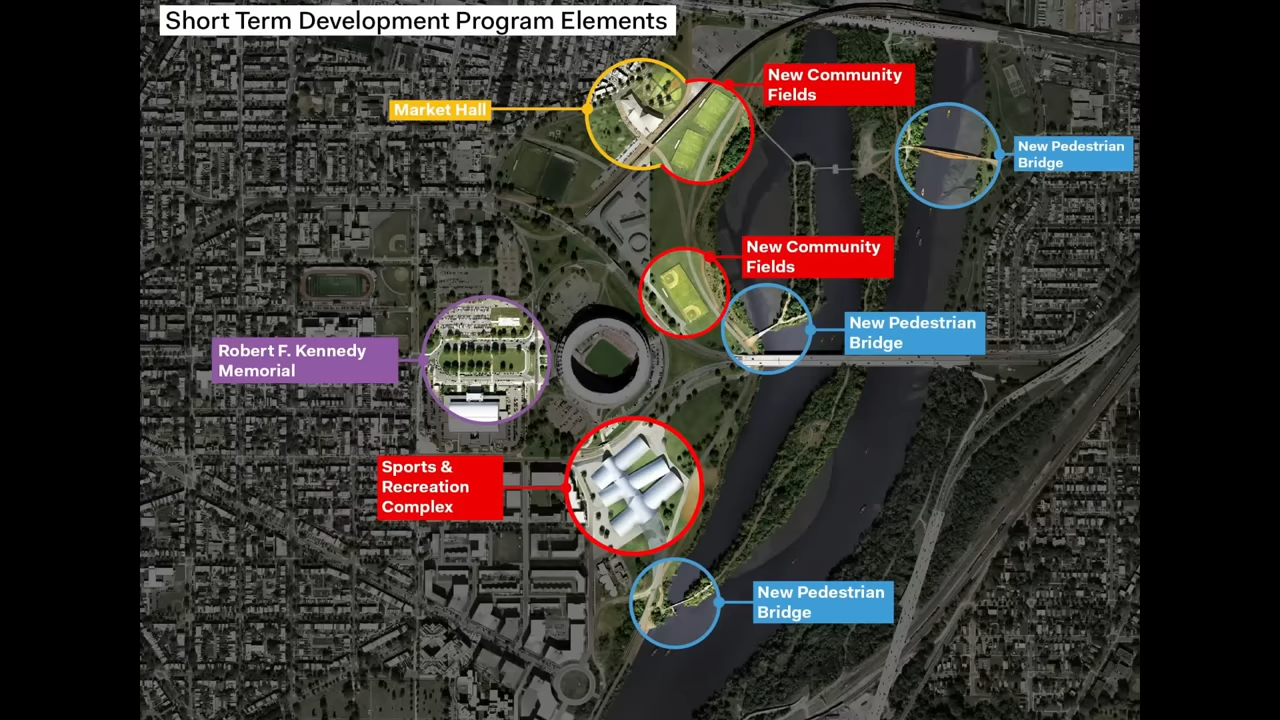 Short Term Development Program Elements
New Community
Fields
Market Hall
New Pedestrian
Bridge
New Community
Fields
New Pedestrian
Bridge
Robert F. Kennedy
Memorial
Sports &
Recreation
Complex
New Pedestrian
Bridge